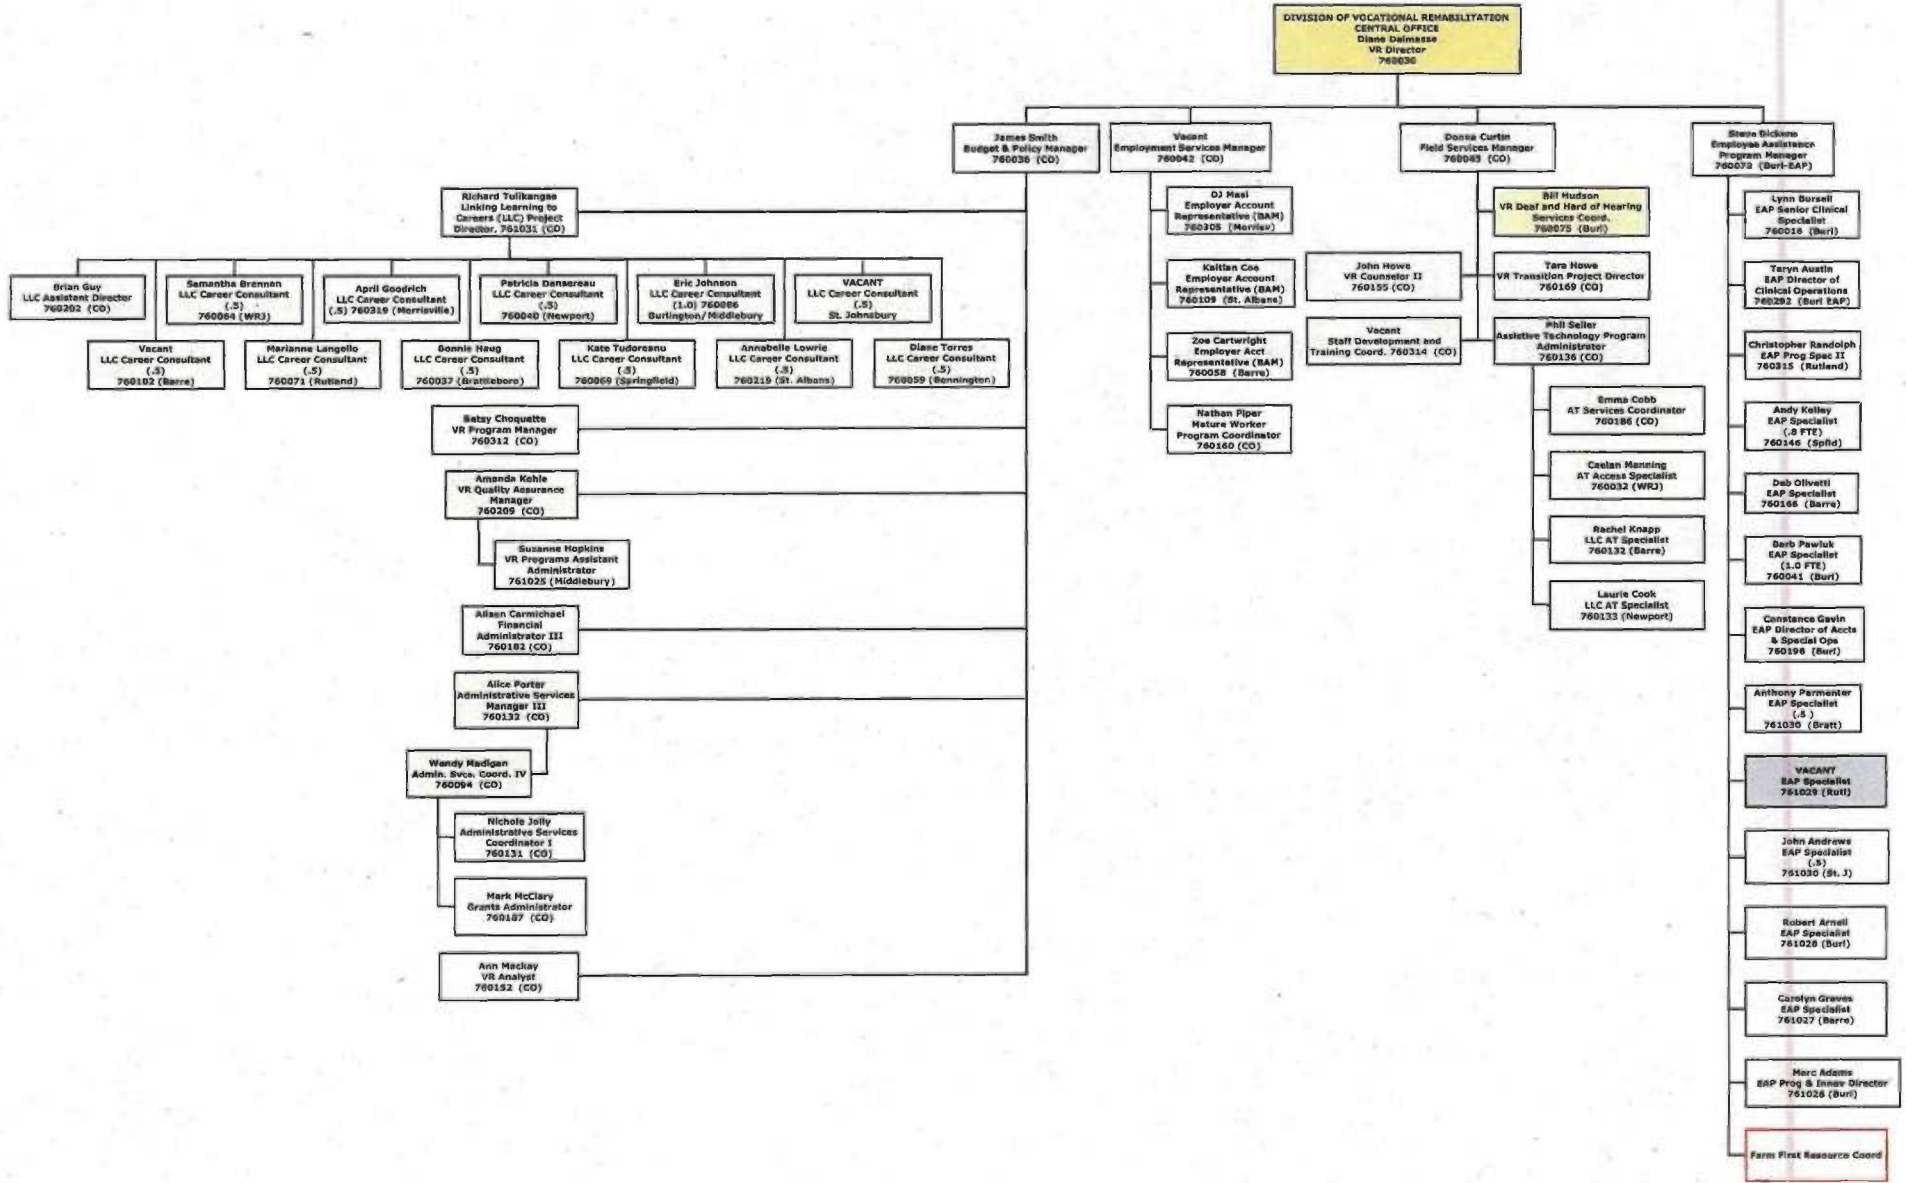 DIVISION OF VOCATIONAL REHABILITATION
CENTRAL OFFICE
Diane Dalmasse
VR Director
760030
James Smith
Budget & Policy Manager
760036 (CO)
Vacant
Employment Services Manager
760042 (CO)
Donna Curtin
Field Services Manager
760045 (CO)
Steve Dickens
Employee Assistance
Program Manager
760073 (Burl-EAP)
Richard Tulikangas
Linking Learning to
Careers (LLC) Project
Director, 761031 (CO)
Brian Guy
LLC Assistant Director
760202 (CO)
Samantha Brennan
LLC Career Consultant
(.5)
760064 (WRJ)
April Goodrich
LLC Career Consultant
(.5) 760319 (Morrisville)
Patricia Dansereau
LLC Career Consultant
(.5)
760040 (Newport)
Eric Johnson
LLC Career Consultant
(1.0) 760086
Burlington/Middlebury
VACANT
LLC Career Consultant
(.5)
St. Johnsbury
Vacant
LLC Career Consultant
(.5)
760102 (Barre)
Marianne Langello
LLC Career Consultant
(.5)
760071 (Rutland)
Bonnie Haug
LLC Career Consultant
(.5)
760037 (Brattleboro)
Kate Tudoreanu
LLC Career Consultant
(.5)
760069 (Springfield)
Annabelle Lowrie
LLC Career Consultant
(.5)
760219 (St. Albans)
Diane Torres
LLC Career Consultant
(.5)
760059 (Bennington)
Betsy Choquette
VR Program Manager
760312 (CO)
Amanda Kohle
VR Quality Assurance
Manager
760209 (CO)
Suzanne Hopkins
VR Programs Assistant
Administrator
761025 (Middlebury)
Alison Carmichael
Financial
Administrator III
760182 (CO)
Alice Porter
Administrative Services
Manager III
760132 (CO)
Wendy Madigan
Admin. Svcs. Coord. IV
760094 (CO)
Nichole Jolly
Administrative Services
Coordinator I
760131 (CO)
Mark McClary
Grants Administrator
760187 (CO)
Ann Mackay
VR Analyst
760152 (CO)
DJ Masi
Employer Account
Representative (BAM)
760305 (Morrisv)
Kaitlan Coe
Employer Account
Representative (BAM)
760109 (St. Albans)
Zoe Cartwright
Employer Acct
Representative (BAM)
760058 (Barre)
Nathan Piper
Mature Worker
Program Coordinator
760160 (CO)
Bill Hudson
VR Deaf and Hard of Hearing
Services Coord.
760075 (Burl)
John Howe
VR Counselor II
760155 (CO)
Tara Howe
VR Transition Project Director
760169 (CO)
Vacant
Staff Development and
Training Coord. 760314 (CO)
Phil Seiler
Assistive Technology Program
Administrator
760136 (CO)
Emma Cobb
AT Services Coordinator
760186 (CO)
Caelan Manning
AT Access Specialist
760032 (WRJ)
Rachel Knapp
LLC AT Specialist
760132 (Barre)
Laurie Cook
LLC AT Specialist
760133 (Newport)
Lynn Bursell
EAP Senior Clinical
Specialist
760016 (Burl)
Taryn Austin
EAP Director of
Clinical Operations
760292 (Burl EAP)
Christopher Randolph
EAP Prog Spec II
760315 (Rutland)
Andy Kelley
EAP Specialist
(.8 FTE)
760146 (Spfld)
Deb Olivetti
EAP Specialist
760166 (Barre)
Barb Pawluk
EAP Specialist
(1.0 FTE)
760041 (Burl)
Constance Gavin
EAP Director of Accts
& Special Ops
760196 (Burl)
Anthony Parmenter
EAP Specialist
(.5 )
761030 (Bratt)
VACANT
EAP Specialist
761029 (Rutl)
John Andrews
EAP Specialist
(.5)
761030 (St. J)
Robert Arnell
EAP Specialist
761028 (Burl)
Carolyn Graves
EAP Specialist
761027 (Barre)
Marc Adams
EAP Prog & Innov Director
761026 (Burl)
Farm First Resource Coord